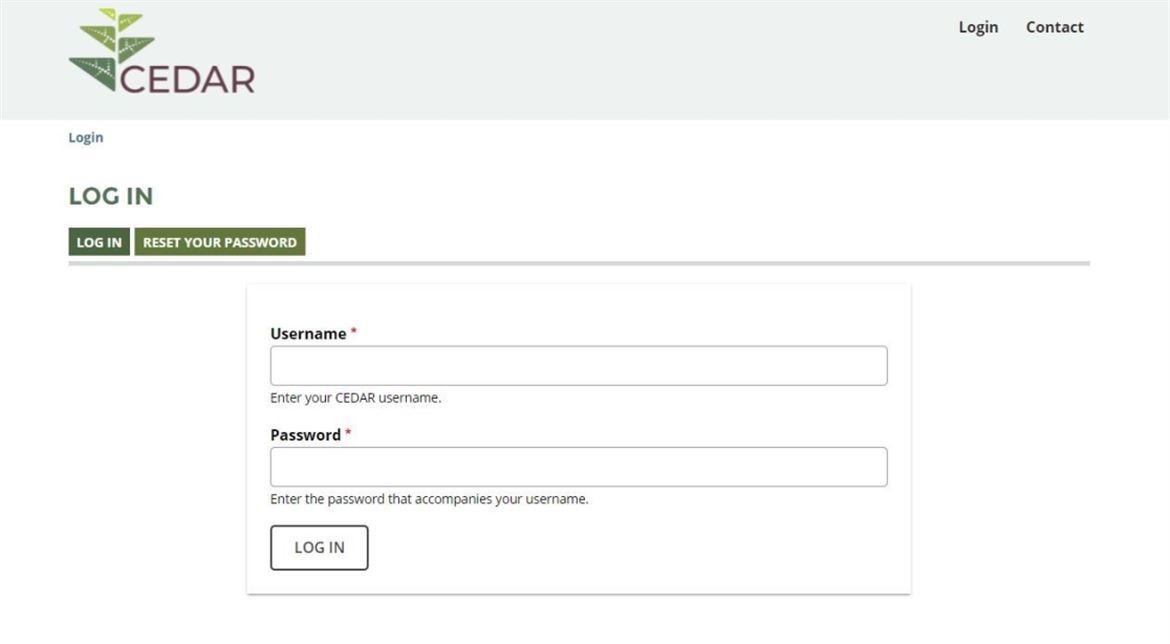 Login Contact
CEDAR
Login
LOG IN
LOG IN RESET YOUR PASSWORD
Username *
Enter your CEDAR username.
Password *
Enter the password that accompanies your username.
LOG IN